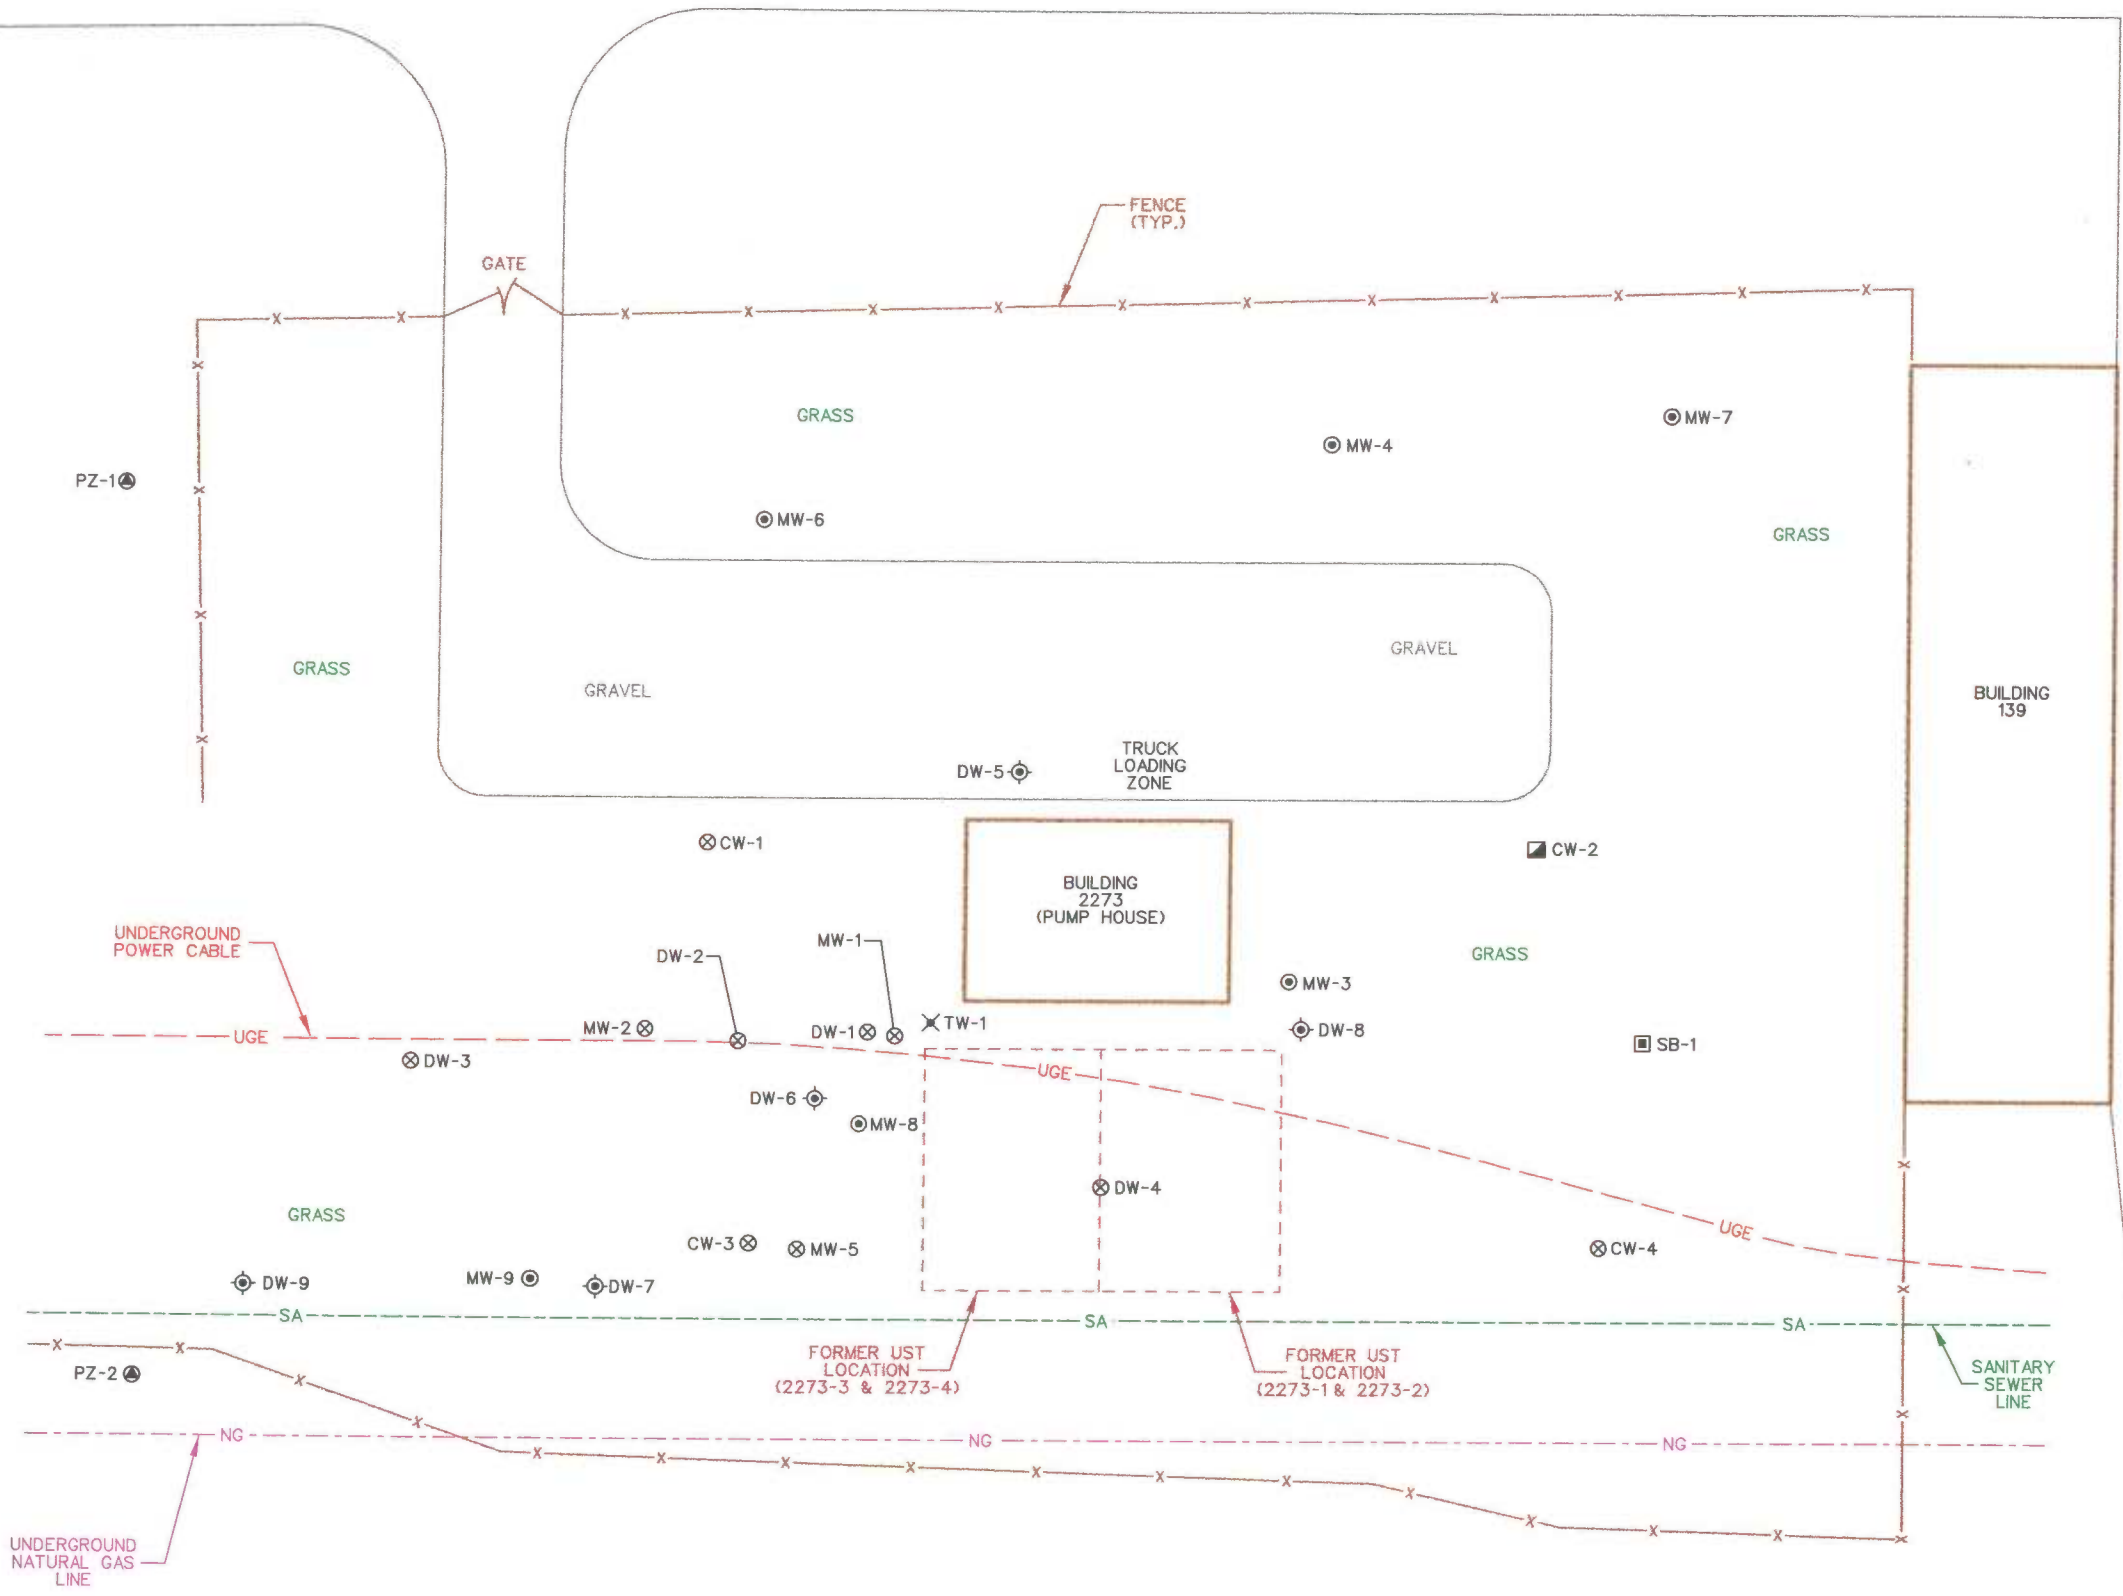 FENCE
(TYP.)
GATE
GRASS
MW-7
MW-4
PZ-1
MW-6
GRASS
GRASS
GRAVEL
GRAVEL
BUILDING
139
TRUCK
LOADING
ZONE
DW-5
CW-1
CW-2
BUILDING
2273
(PUMP HOUSE)
UNDERGROUND
POWER CABLE
MW-1
DW-2
GRASS
MW-3
UGE
MW-2
DW-1
TW-1
DW-8
SB-1
DW-3
UGE
DW-6
MW-8
DW-4
GRASS
UGE
CW-3
MW-5
CW-4
DW-9
MW-9
DW-7
SA
SA
SA
FORMER UST
LOCATION
(2273-3 & 2273-4)
FORMER UST
LOCATION
(2273-1 & 2273-2)
SANITARY
SEWER
LINE
PZ-2
NG
NG
NG
UNDERGROUND
NATURAL GAS
LINE